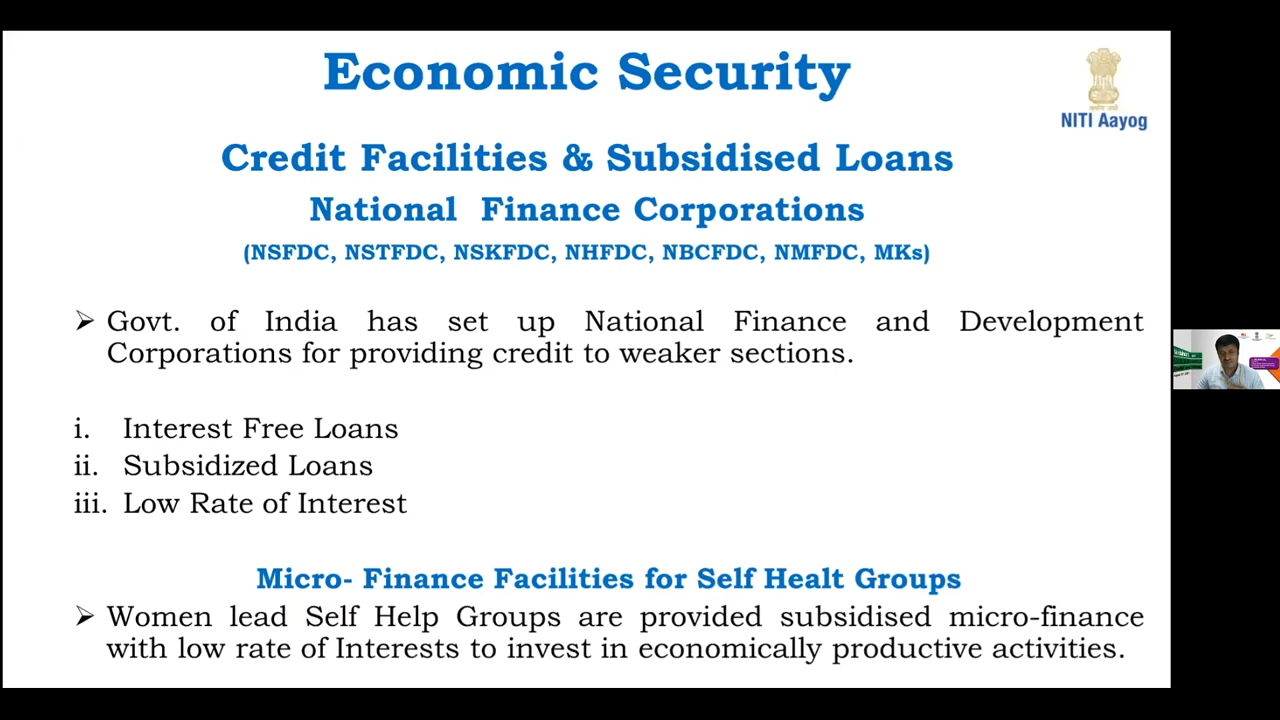 Economic Security
NITI Aayog
Credit Facilities & Subsidised Loans
National Finance Corporations
(NSFDC, NSTFDC, NSKFDC, NHFDC, NBCFDC, NMFDC, MKs)
➢ Govt. of India has set up National Finance and Development
Corporations for providing credit to weaker sections.
i. Interest Free Loans
ii. Subsidized Loans
iii. Low Rate of Interest
Micro- Finance Facilities for Self Healt Groups
➢ Women lead Self Help Groups are provided subsidised micro-finance
with low rate of Interests to invest in economically productive activities.